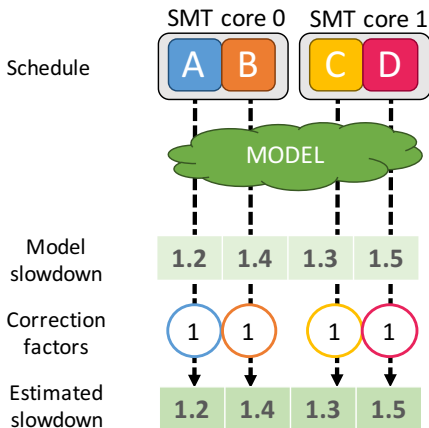 SMT core 0 SMT core 1
Schedule A B C D
MODEL
Model
slowdown 1.2 1.4 1.3 1.5
Correction
factors 1 1 1 1
Estimated
slowdown 1.2 1.4 1.3 1.5